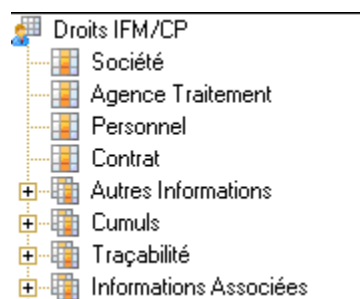 Droits IFM/CP
Société
Agence Traitement
Personnel
Contrat
Autres Informations
Cumuls
Traçabilité
Informations Associées